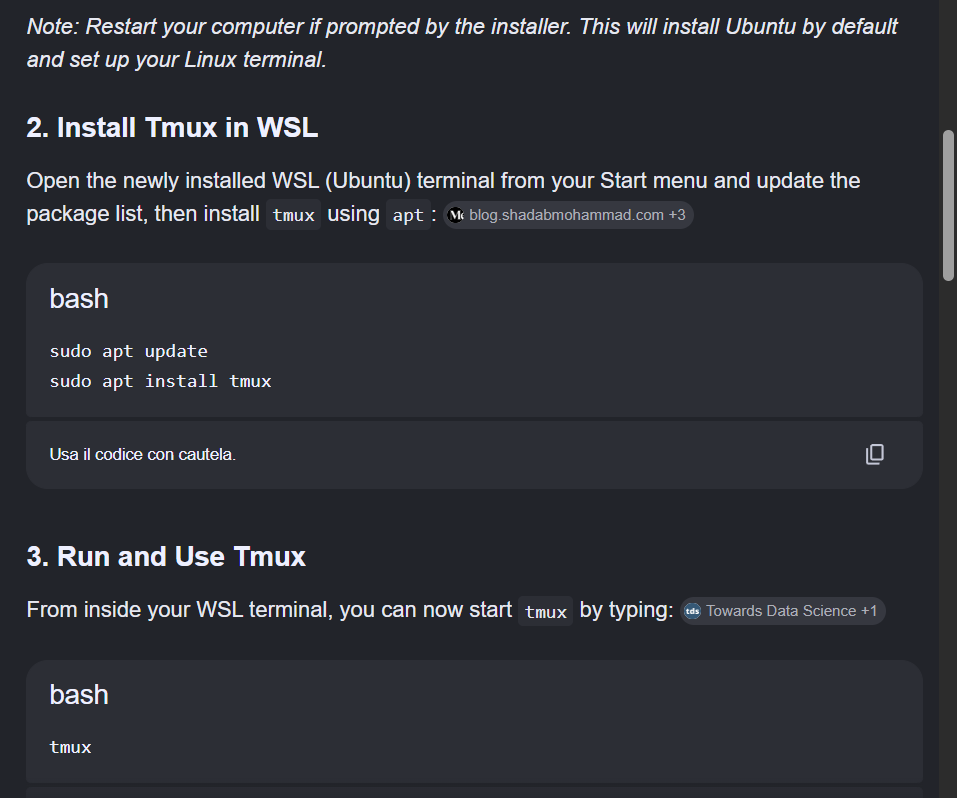 Note: Restart your computer if prompted by the installer. This will install Ubuntu by default
and set up your Linux terminal.
2. Install Tmux in WSL
Open the newly installed WSL (Ubuntu) terminal from your Start menu and update the
package list, then install tmux using apt : blog.shadabmohammad.com +3
bash
sudo apt update
sudo apt install tmux
Usa il codice con cautela.
3. Run and Use Tmux
From inside your WSL terminal, you can now start tmux by typing: tds Towards Data Science +1
bash
tmux